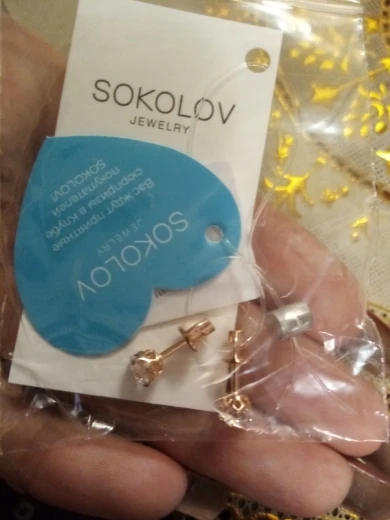 SOKOLOV
JEWELRY
SOKOLOV
JEWELRY
Вас ждут приятные
сюрпризы в Клубе
покупателей
SOKOLOV!